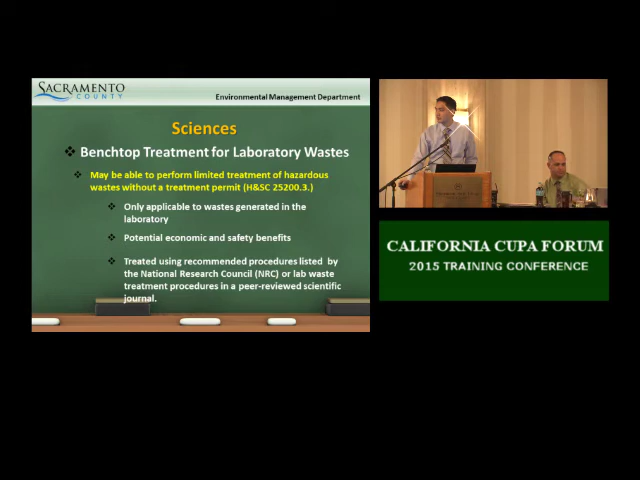 SACRAMENTO
COUNTY
Environmental Management Department
Sciences
Benchtop Treatment for Laboratory Wastes
May be able to perform limited treatment of hazardous
wastes without a treatment permit (H&SC 25200.3.)
Only applicable to wastes generated in the
laboratory
Potential economic and safety benefits
Treated using recommended procedures listed by
the National Research Council (NRC) or lab waste
treatment procedures in a peer-reviewed scientific
journal.
CALIFORNIA CUPA FORUM
2015 TRAINING CONFERENCE